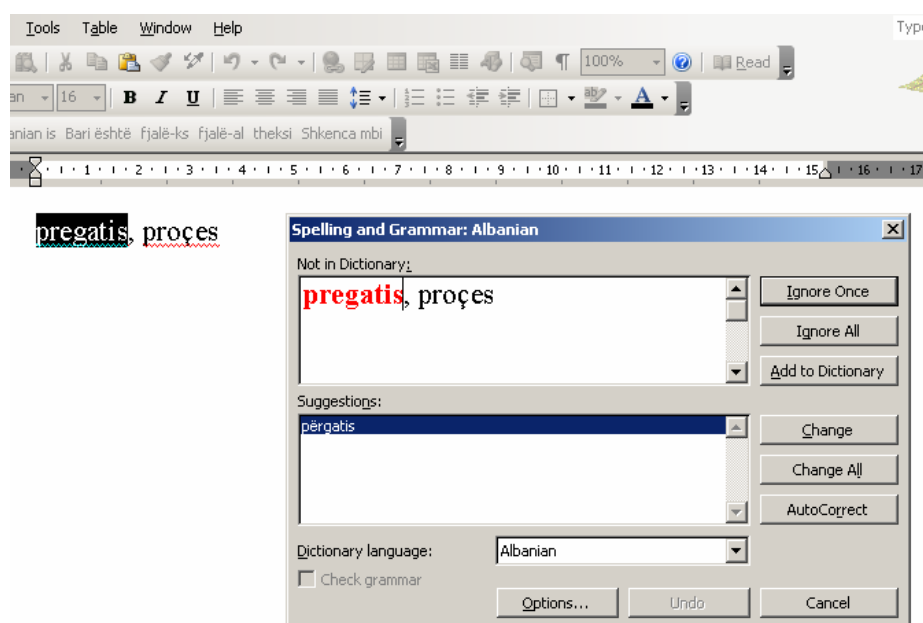 Tools Table Window Help Type
100% Read
an 16 B I U A
anian is Bari është fjalë-ks fjalë-al theksi Shkenca mbi
1 2 3 4 5 6 7 8 9 10 11 12 13 14 15 16 17
pregatis, proçes
Spelling and Grammar: Albanian
Not in Dictionary:
pregatis, proçes
Ignore Once
Ignore All
Add to Dictionary
Suggestions:
përgatis
Change
Change All
AutoCorrect
Dictionary language: Albanian
Check grammar
Options... Undo Cancel